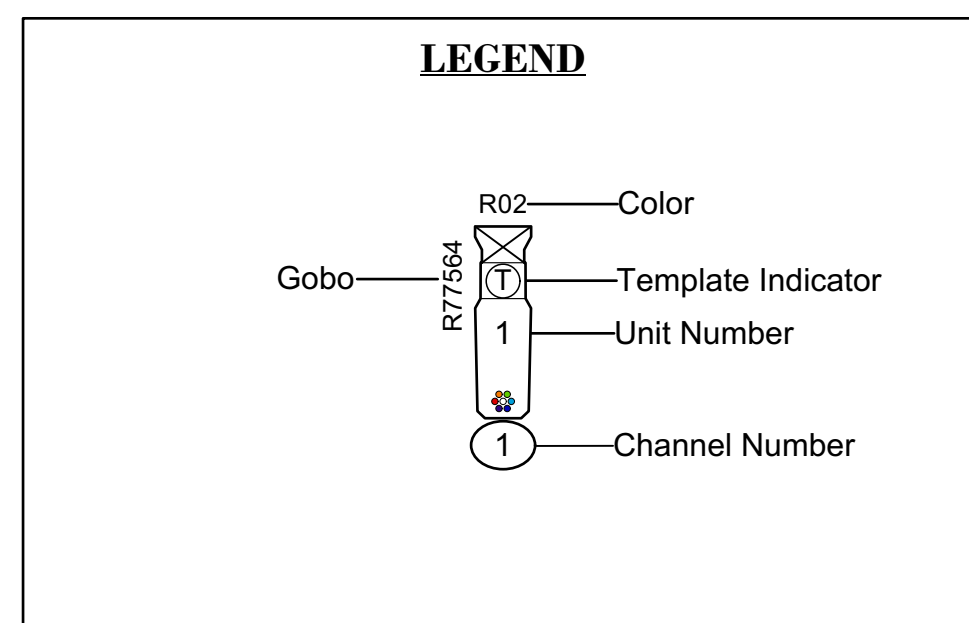 LEGEND
R02 Color
Gobo R77564 T Template Indicator
1 Unit Number
1 Channel Number